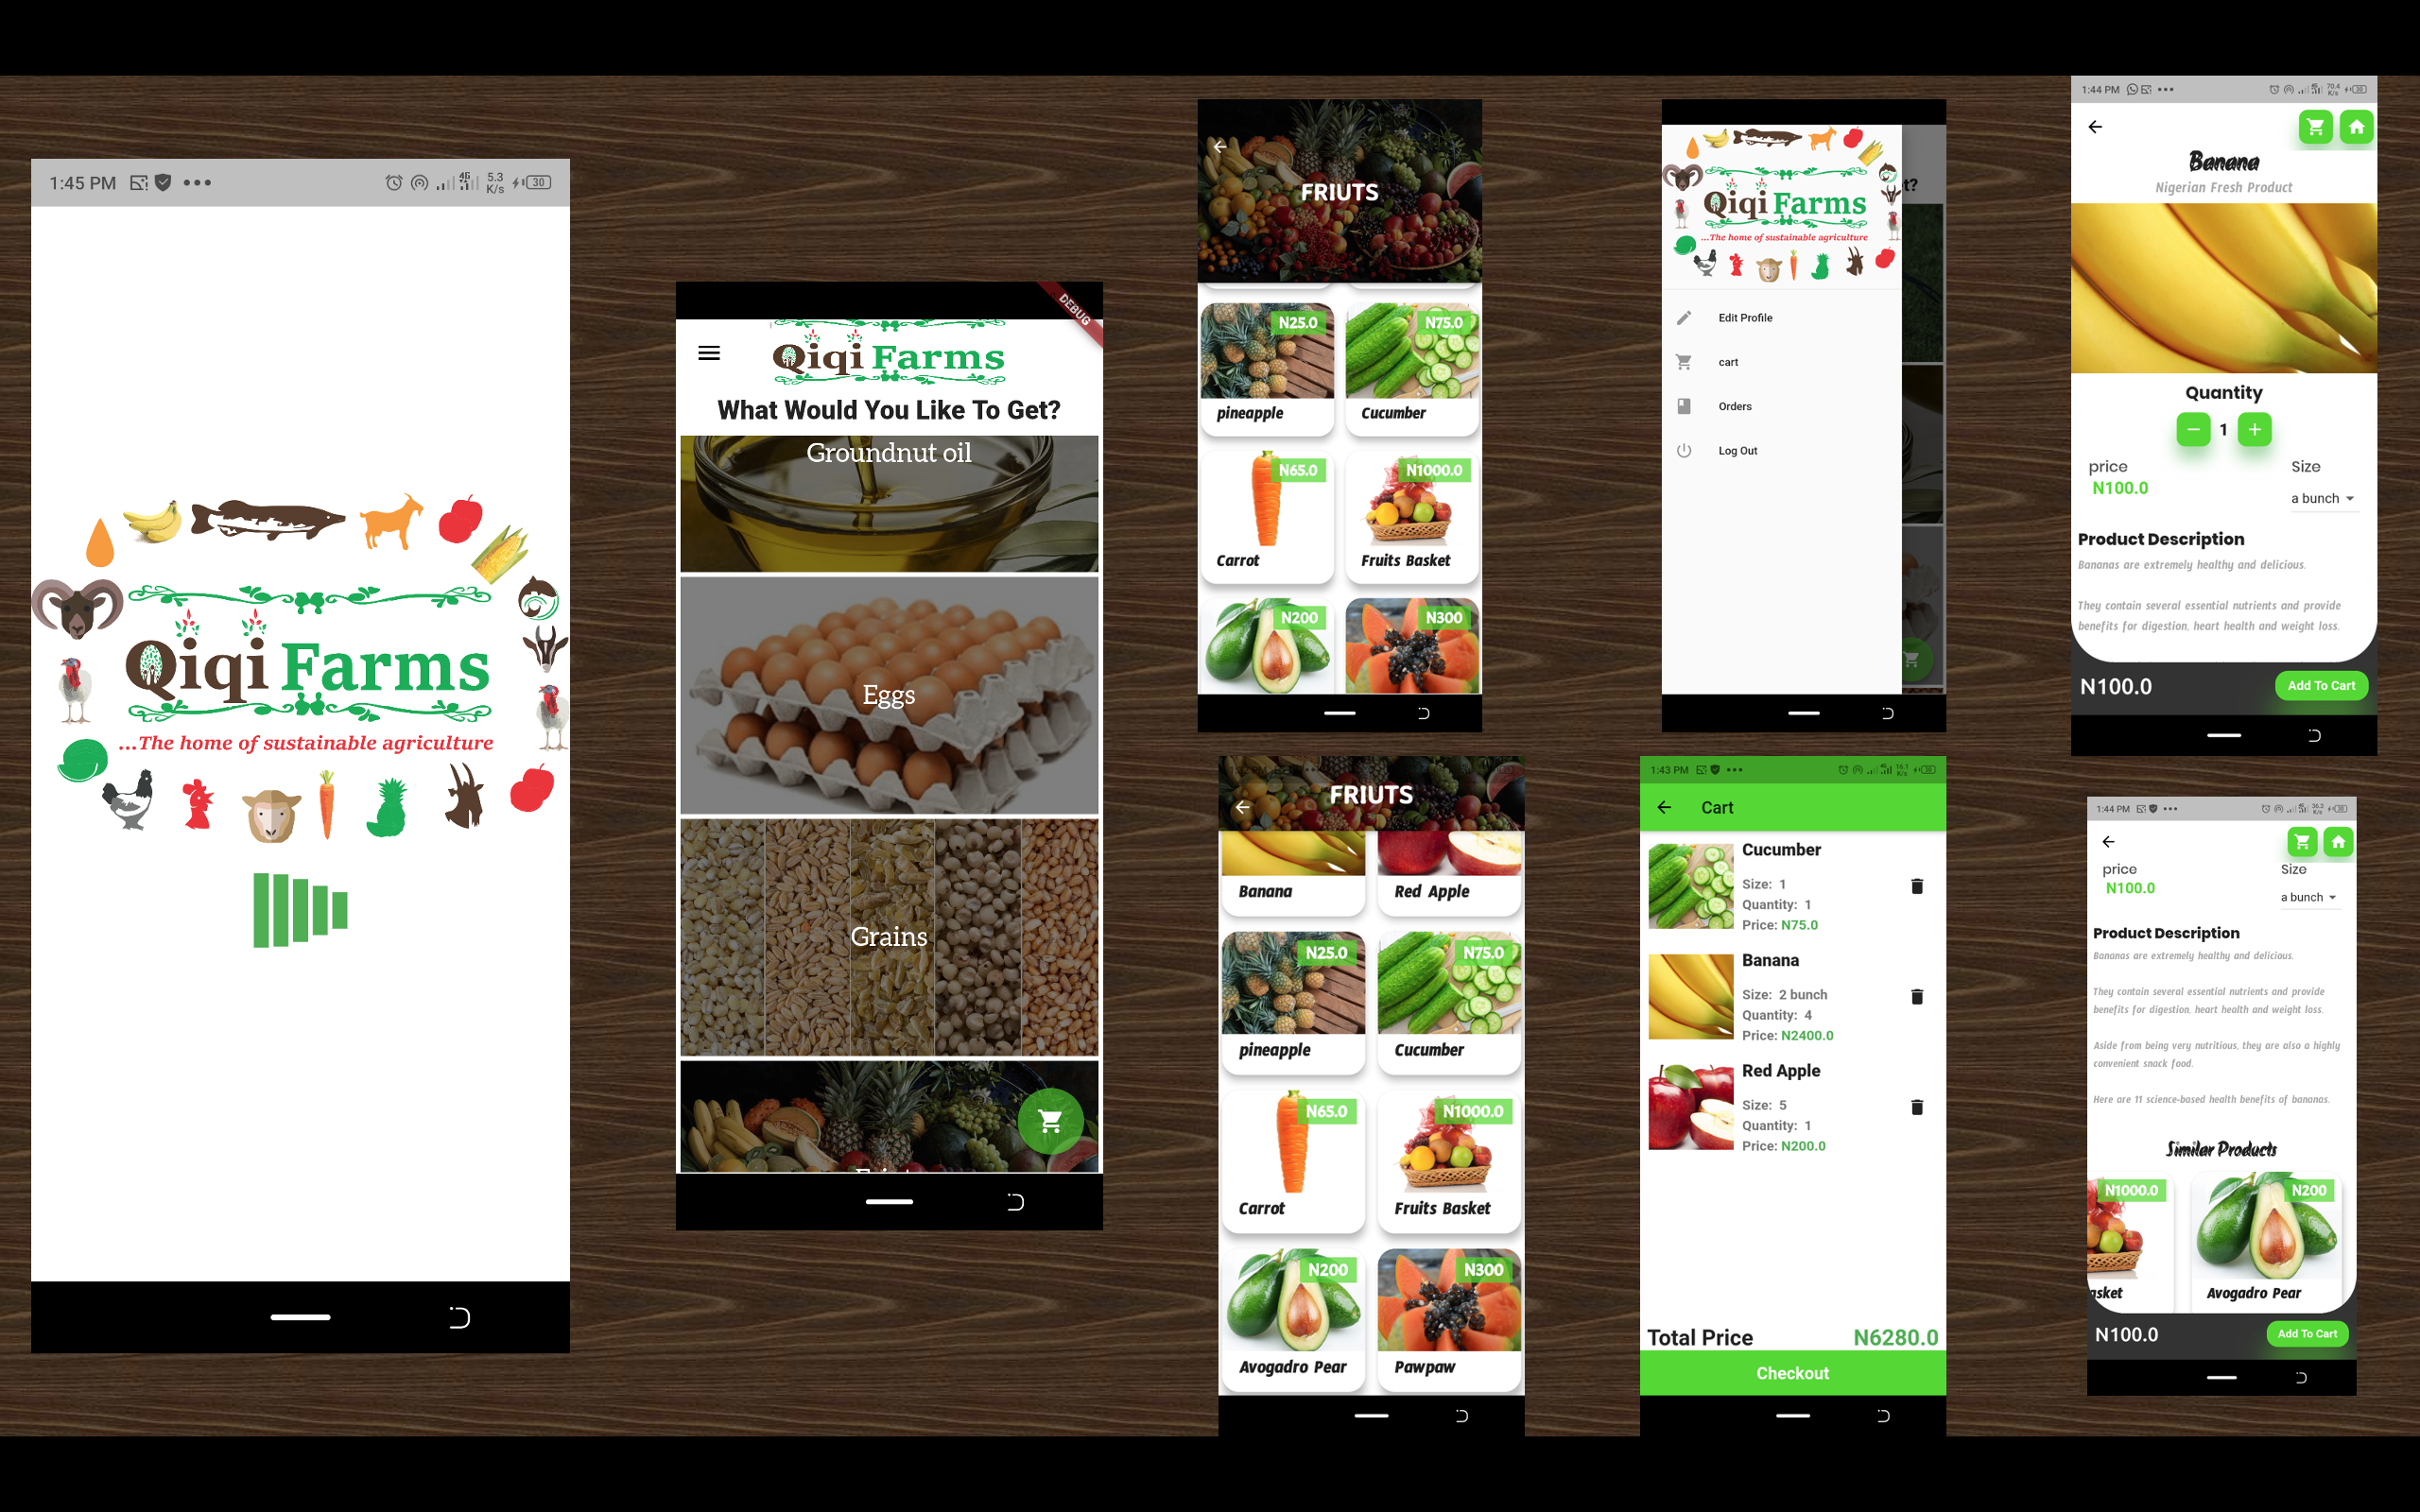 1:45 PM
4G
5.3
K/s
30
Qiqi Farms
...The home of sustainable agriculture
DEBUG
Qiqi Farms
What Would You Like To Get?
Groundnut oil
Eggs
Grains
FRIUTS
N25.0
N75.0
pineapple
Cucumber
N65.0
N1000.0
Carrot
Fruits Basket
N200
N300
t?
Qiqi Farms
...The home of sustainable agriculture
Edit Profile
cart
Orders
Log Out
1:44 PM
70.4
K/s
30
Banana
Nigerian Fresh Product
Quantity
1
price
Size
N100.0
a bunch
Product Description
Bananas are extremely healthy and delicious.
They contain several essential nutrients and provide
benefits for digestion, heart health and weight loss.
N100.0
Add To Cart
FRIUTS
Banana
Red Apple
N25.0
N75.0
pineapple
Cucumber
N65.0
N1000.0
Carrot
Fruits Basket
N200
N300
Avogadro Pear
Pawpaw
1:43 PM
16.1
K/s
30
Cart
Cucumber
Size: 1
Quantity: 1
Price: N75.0
Banana
Size: 2 bunch
Quantity: 4
Price: N2400.0
Red Apple
Size: 5
Quantity: 1
Price: N200.0
Total Price
N6280.0
Checkout
1:44 PM
36.3
K/s
30
price
Size
N100.0
a bunch
Product Description
Bananas are extremely healthy and delicious.
They contain several essential nutrients and provide
benefits for digestion, heart health and weight loss.
Aside from being very nutritious, they are also a highly
convenient snack food.
Here are 11 science-based health benefits of bananas.
Similar Products
N1000.0
N200
asket
Avogadro Pear
N100.0
Add To Cart